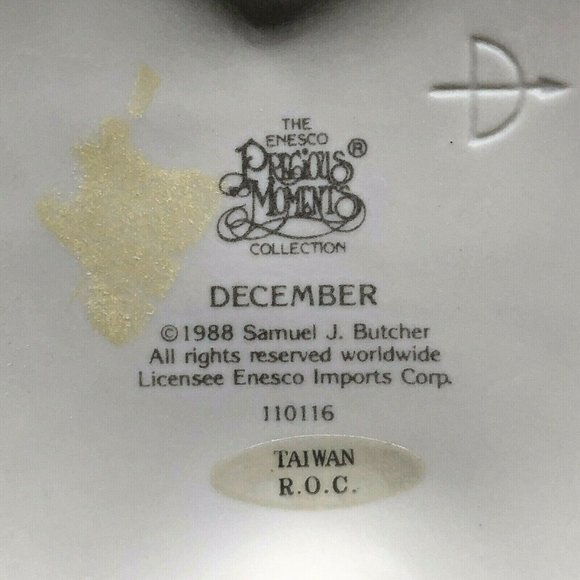 THE
ENESCO
PRECIOUS®
MOMENTS
COLLECTION
DECEMBER
©1988 Samuel J. Butcher
All rights reserved worldwide
Licensee Enesco Imports Corp.
110116
TAIWAN
R.O.C.